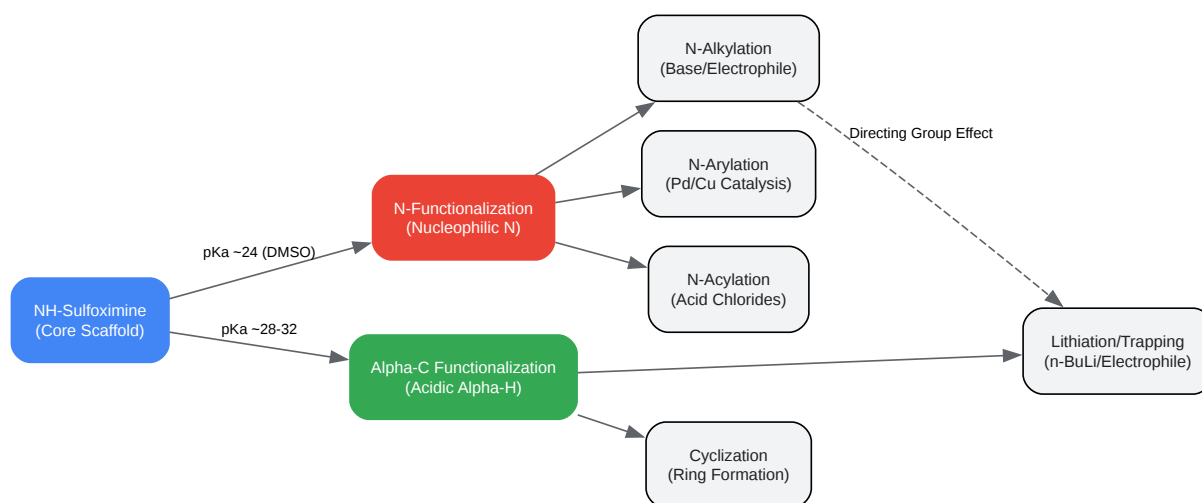 N-Alkylation
(Base/Electrophile)
Directing Group Effect
N-Arylation
(Pd/Cu Catalysis)
N-Functionalization
(Nucleophilic N)
pKa ~24 (DMSO)
N-Acylation
(Acid Chlorides)
NH-Sulfoximine
(Core Scaffold)
pKa ~28-32
Lithiation/Trapping
(n-BuLi/Electrophile)
Alpha-C Functionalization
(Acidic Alpha-H)
Cyclization
(Ring Formation)